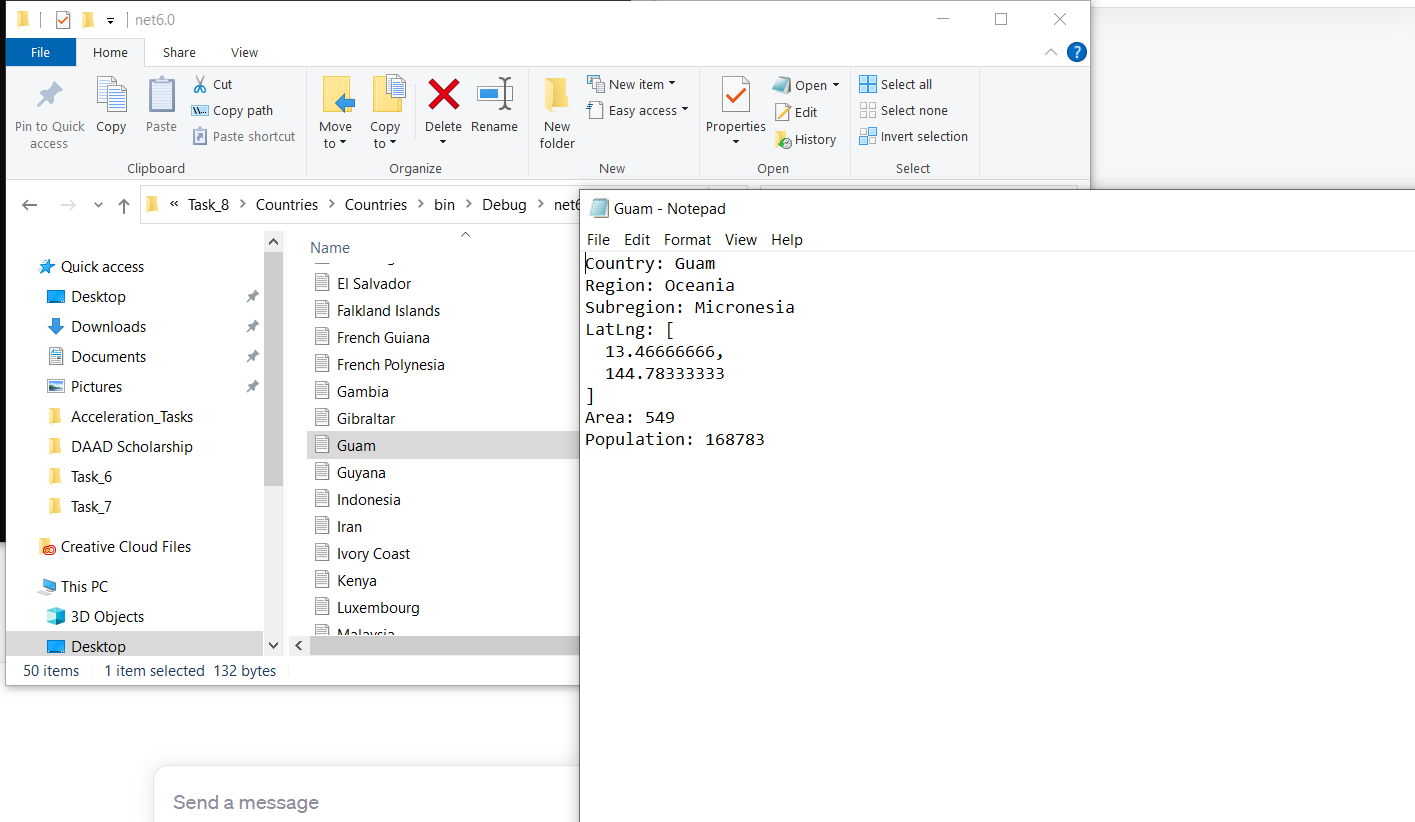 net6.0
File Home Share View
Pin to Quick access
Copy
Paste
Cut
Copy path
Paste shortcut
Clipboard
Move to
Copy to
Delete
Rename
Organize
New folder
New item
Easy access
New
Properties
Open
Edit
History
Open
Select all
Select none
Invert selection
Select
« Task_8 > Countries > Countries > bin > Debug >
Quick access
Desktop
Downloads
Documents
Pictures
Acceleration_Tasks
DAAD Scholarship
Task_6
Task_7
Creative Cloud Files
This PC
3D Objects
Desktop
Name
El Salvador
Falkland Islands
French Guiana
French Polynesia
Gambia
Gibraltar
Guam
Guyana
Indonesia
Iran
Ivory Coast
Kenya
Luxembourg
Malaysia
50 items 1 item selected 132 bytes
Guam - Notepad
File Edit Format View Help
Country: Guam
Region: Oceania
Subregion: Micronesia
LatLng: [
13.46666666,
144.78333333
]
Area: 549
Population: 168783
Send a message